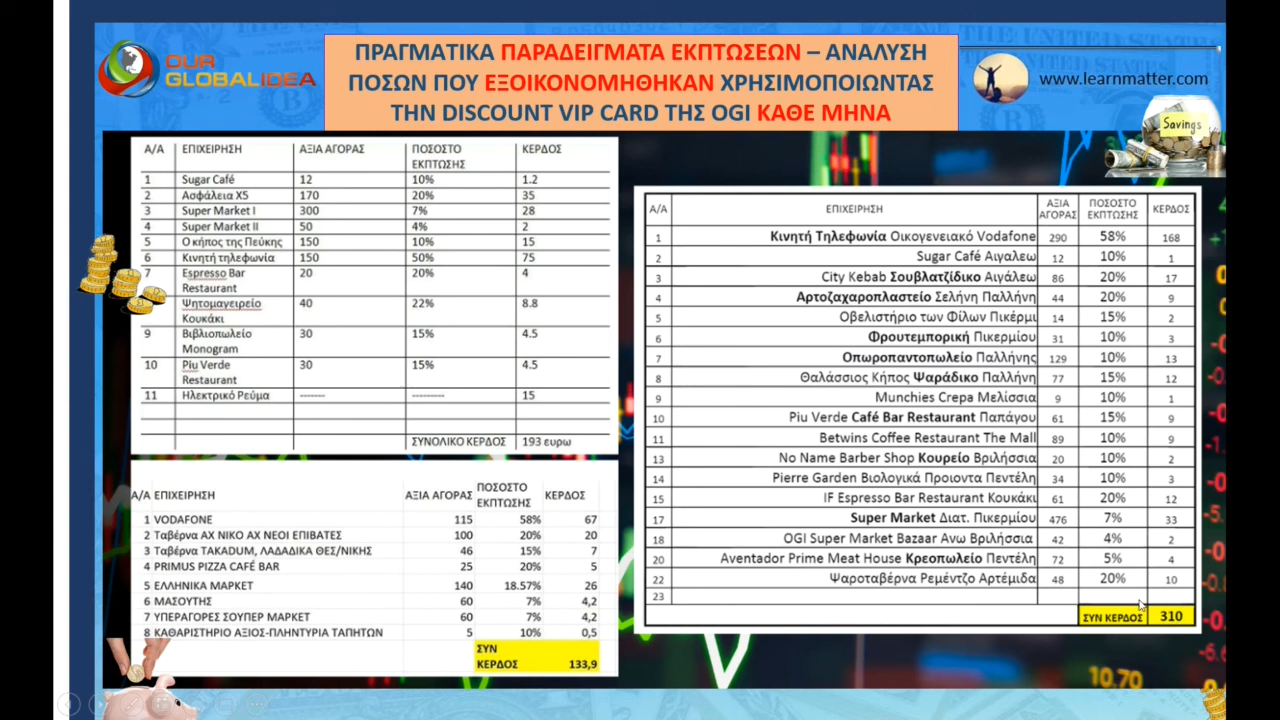 OUR
GLOBALIDEA
ΠΡΑΓΜΑΤΙΚΑ ΠΑΡΑΔΕΙΓΜΑΤΑ ΕΚΠΤΩΣΕΩΝ – ΑΝΑΛΥΣΗ
ΠΟΣΩΝ ΠΟΥ ΕΞΟΙΚΟΝΟΜΗΘΗΚΑΝ ΧΡΗΣΙΜΟΠΟΙΩΝΤΑΣ
ΤΗΝ DISCOUNT VIP CARD ΤΗΣ OGI ΚΑΘΕ ΜΗΝΑ
www.learnmatter.com
Savings
Α/Α ΕΠΙΧΕΙΡΗΣΗ ΑΞΙΑ ΑΓΟΡΑΣ ΠΟΣΟΣΤΟ ΚΕΡΔΟΣ
ΕΚΠΤΩΣΗΣ
1 Sugar Café 12 10% 1.2
2 Ασφάλεια Χ5 170 20% 35
3 Super Market I 300 7% 28
4 Super Market II 50 4% 2
5 Ο κήπος της Πεύκης 150 10% 15
6 Κινητή τηλεφωνία 150 50% 75
7 Espresso Bar 20 20% 4
Restaurant
Ψητομαγειρείο 40 22% 8.8
Κουκάκι
9 Βιβλιοπωλείο 30 15% 4.5
Monogram
10 Piu Verde 30 15% 4.5
Restaurant
11 Ηλεκτρικό Ρεύμα ------- --------- 15
ΣΥΝΟΛΙΚΟ ΚΕΡΔΟΣ 193 ευρω
ΠΟΣΟΣΤΟ
Α/Α ΕΠΙΧΕΙΡΗΣΗ ΑΞΙΑ ΑΓΟΡΑΣ ΕΚΠΤΩΣΗΣ ΚΕΡΔΟΣ
1 VODAFONE 115 58% 67
2 Ταβέρνα ΑΧ ΝΙΚΟ ΑΧ ΝΕΟΙ ΕΠΙΒΑΤΕΣ 100 20% 20
3 Ταβέρνα TAKADUM, ΛΑΔΑΔΙΚΑ ΘΕΣ/ΝΙΚΗΣ 46 15% 7
4 PRIMUS PIZZA CAFÉ BAR 25 20% 5
5 ΕΛΛΗΝΙΚΑ ΜΑΡΚΕΤ 140 18.57% 26
6 ΜΑΣΟΥΤΗΣ 60 7% 4,2
7 ΥΠΕΡΑΓΟΡΕΣ ΣΟΥΠΕΡ ΜΑΡΚΕΤ 60 7% 4,2
8 ΚΑΘΑΡΙΣΤΗΡΙΟ ΑΞΙΟΣ-ΠΛΗΝΤΥΡΙΑ ΤΑΠΗΤΩΝ 5 10% 0,5
ΣΥΝ
ΚΕΡΔΟΣ 133,9
Α/Α ΕΠΙΧΕΙΡΗΣΗ ΑΞΙΑ ΑΓΟΡΑΣ ΠΟΣΟΣΤΟ ΕΚΠΤΩΣΗΣ ΚΕΡΔΟΣ
1 Κινητή Τηλεφωνία Οικογενειακό Vodafone 290 58% 168
2 Sugar Café Αιγαλεω 12 10% 1
3 City Kebab Σουβλατζίδικο Αιγάλεω 86 20% 17
4 Αρτοζαχαροπλαστείο Σελήνη Παλλήνη 44 20% 9
5 Οβελιστήριο των Φίλων Πικέρμι 14 15% 2
6 Φρουτεμπορική Πικερμίου 31 10% 3
7 Οπωροπαντοπωλείο Παλλήνης 129 10% 13
8 Θαλάσσιος Κήπος Ψαράδικο Παλλήνη 77 15% 12
9 Munchies Crepa Μελίσσια 9 10% 1
10 Piu Verde Café Bar Restaurant Παπάγου 61 15% 9
11 Betwins Coffee Restaurant The Mall 89 10% 9
13 No Name Barber Shop Κουρείο Βριλήσσια 20 10% 2
14 Pierre Garden Βιολογικά Προιοντα Πεντέλη 34 10% 3
15 IF Espresso Bar Restaurant Κουκάκι 61 20% 12
17 Super Market Διατ. Πικερμίου 476 7% 33
18 OGI Super Market Bazaar Ανω Βριλήσσια 42 4% 2
20 Aventador Prime Meat House Κρεοπωλείο Πεντέλη 72 5% 4
22 Ψαροταβέρνα Ρεμέντζο Αρτέμιδα 48 20% 10
23
ΣΥΝ ΚΕΡΔΟΣ 310
10.70